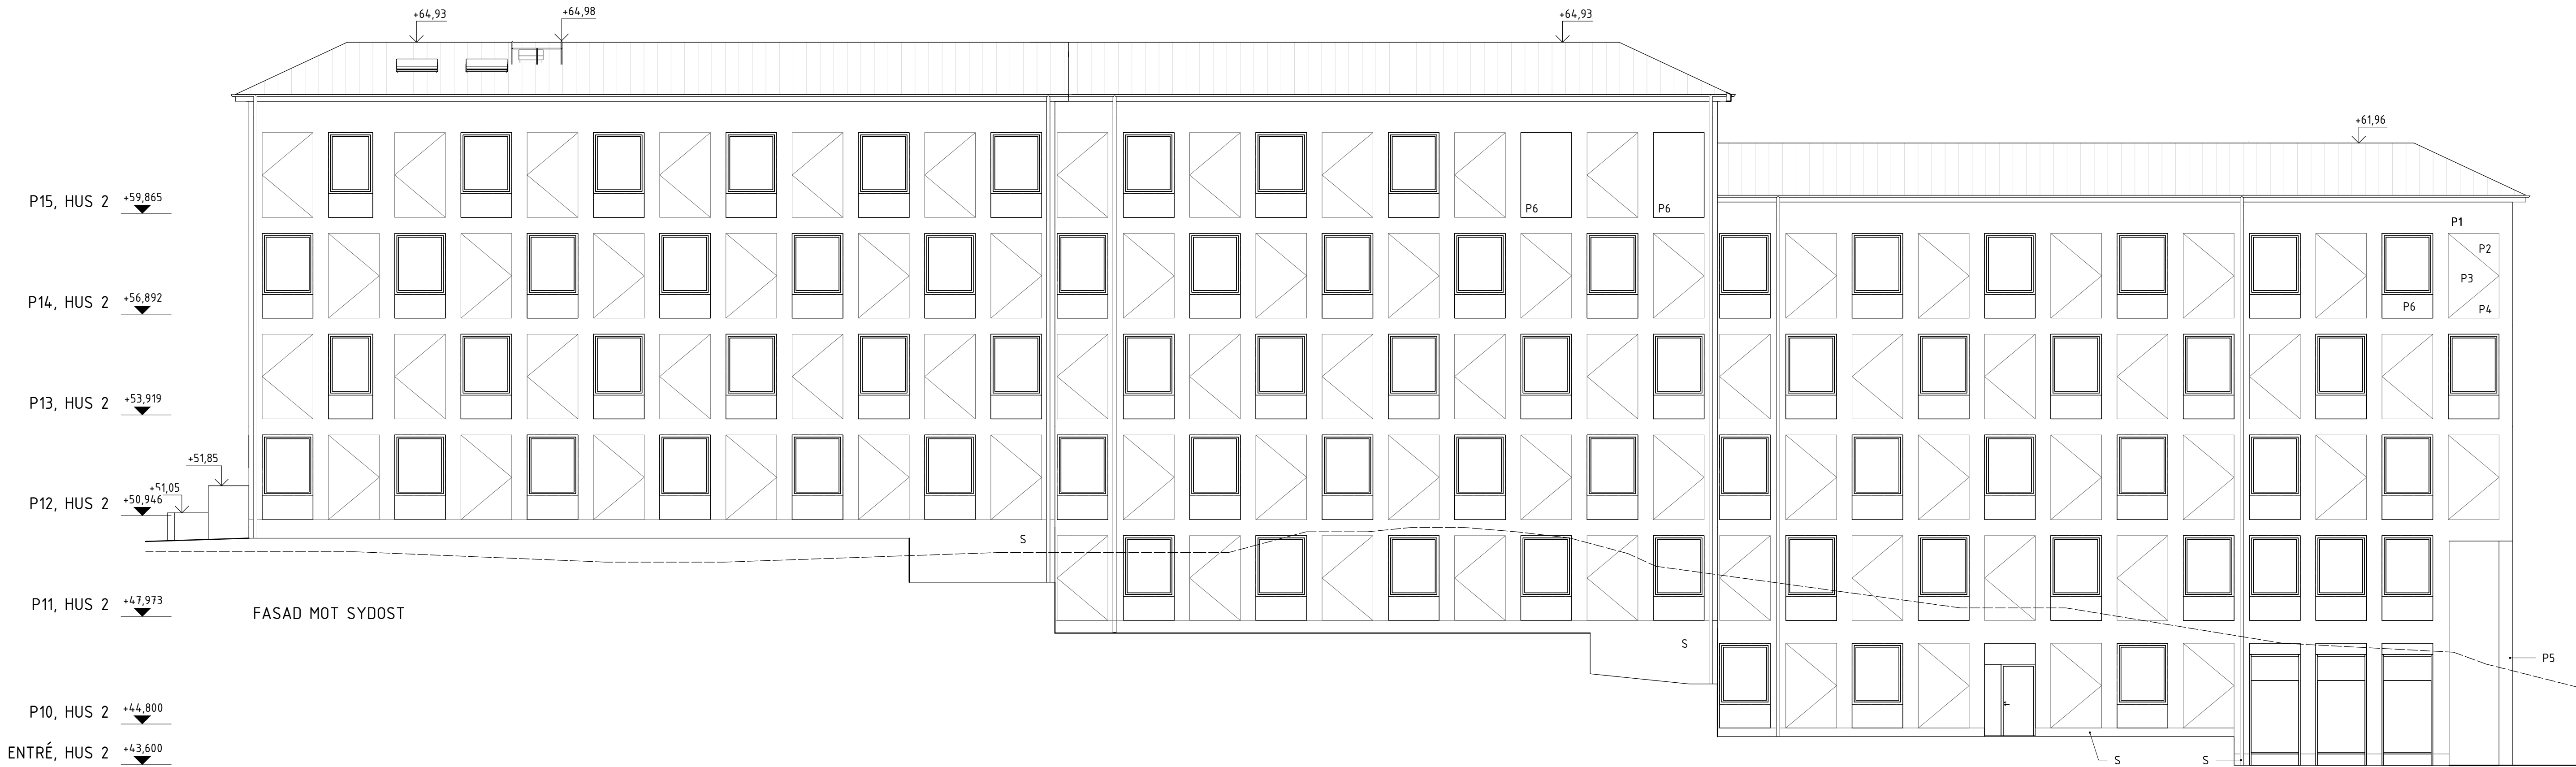 +64,93
+64,98
+64,93
+61,96
P15, HUS 2 +59,865
P6
P6
P1
P2
P3
P14, HUS 2 +56,892
P6
P4
P13, HUS 2 +53,919
+51,85
+51,05
P12, HUS 2 +50,946
S
P11, HUS 2 +47,973
FASAD MOT SYDOST
S
P5
P10, HUS 2 +44,800
ENTRÉ, HUS 2 +43,600
S
S